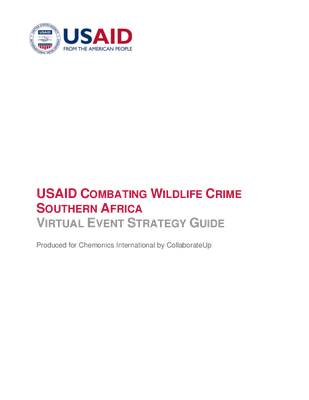 USAID
FROM THE AMERICAN PEOPLE
USAID COMBATING WILDLIFE CRIME
SOUTHERN AFRICA
VIRTUAL EVENT STRATEGY GUIDE
Produced for Chemonics International by CollaborateUp